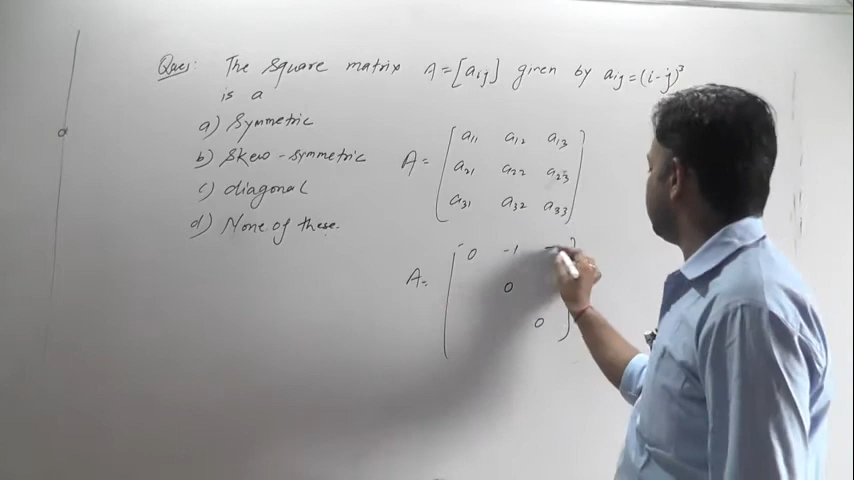 Ques: The square matrix A = [aij] given by aij = (i-j)³
is a
a) Symmetric
b) Skew-symmetric
c) diagonal
d) None of these.
A = [ a11 a12 a13
a21 a22 a23
a31 a32 a33 ]
A = [ 0 -1 -
0
0 ]